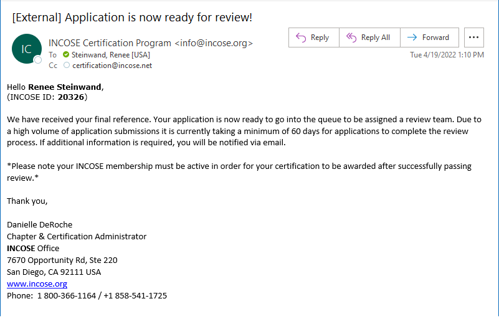 [External] Application is now ready for review!
IC
INCOSE Certification Program <info@incose.org>
Reply
Reply All
Forward
...
To Steinwand, Renee [USA]
Cc certification@incose.net
Tue 4/19/2022 1:10 PM
Hello Renee Steinwand,
(INCOSE ID: 20326)
We have received your final reference. Your application is now ready to go into the queue to be assigned a review team. Due to
a high volume of application submissions it is currently taking a minimum of 60 days for applications to complete the review
process. If additional information is required, you will be notified via email.
*Please note your INCOSE membership must be active in order for your certification to be awarded after successfully passing
review.*
Thank you,
Danielle DeRoche
Chapter & Certification Administrator
INCOSE Office
7670 Opportunity Rd, Ste 220
San Diego, CA 92111 USA
www.incose.org
Phone: 1 800-366-1164 / +1 858-541-1725